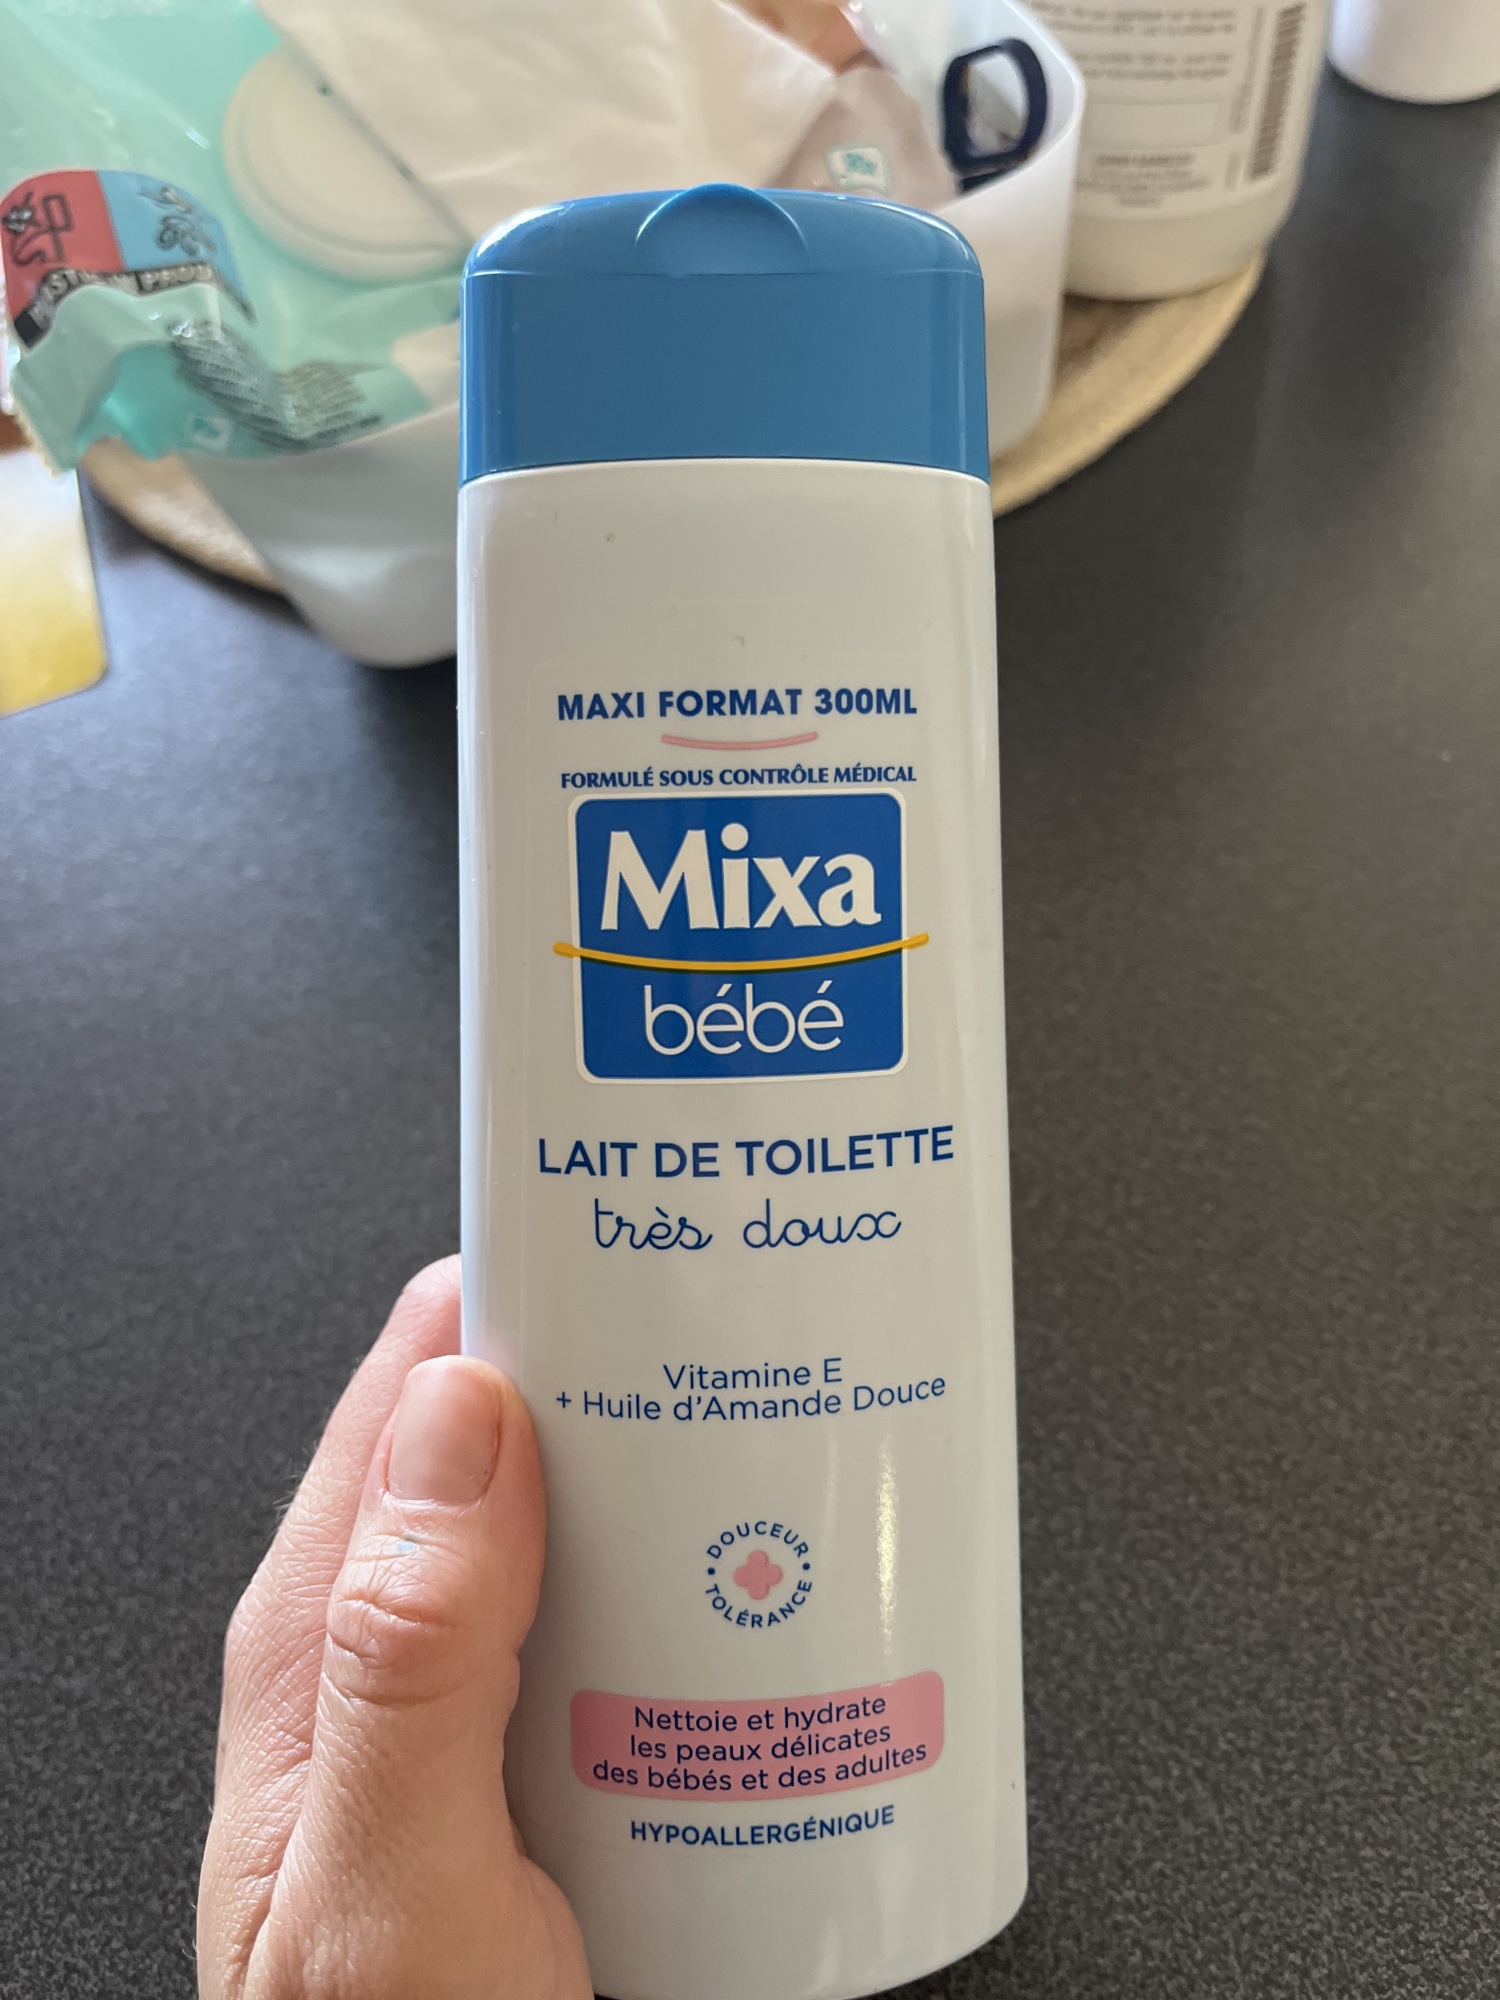 MAXI FORMAT 300ML
FORMULÉ SOUS CONTRÔLE MÉDICAL
Mixa
bébé
LAIT DE TOILETTE
très doux
Vitamine E
+ Huile d'Amande Douce
DOUCEUR
TOLÉRANCE
Nettoie et hydrate
les peaux délicates
des bébés et des adultes
HYPOALLERGÉNIQUE